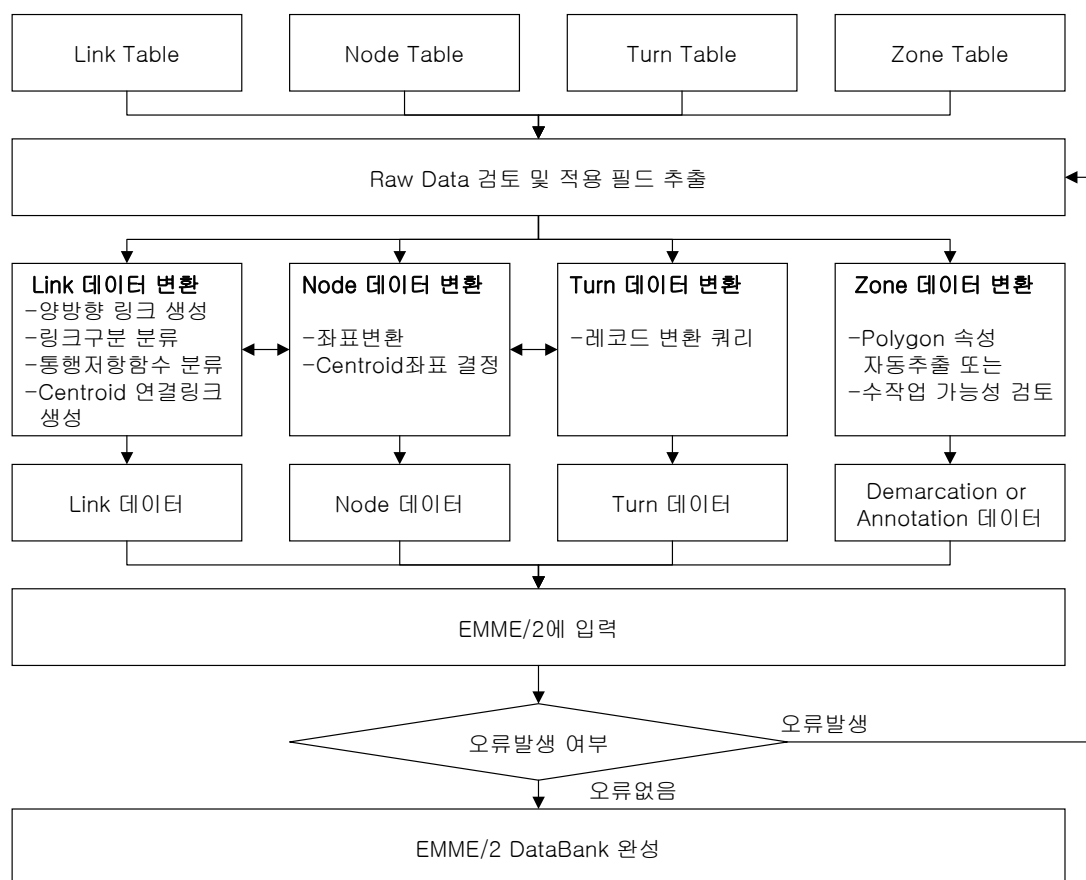 Link Table
Node Table
Turn Table
Zone Table
Raw Data 검토 및 적용 필드 추출
Link 데이터 변환
-양방향 링크 생성
-링크구분 분류
-통행저항함수 분류
-Centroid 연결링크
생성
Node 데이터 변환
-좌표변환
-Centroid좌표 결정
Turn 데이터 변환
-레코드 변환 쿼리
Zone 데이터 변환
-Polygon 속성
자동추출 또는
-수작업 가능성 검토
Link 데이터
Node 데이터
Turn 데이터
Demarcation or
Annotation 데이터
EMME/2에 입력
오류발생 여부
오류발생
오류없음
EMME/2 DataBank 완성